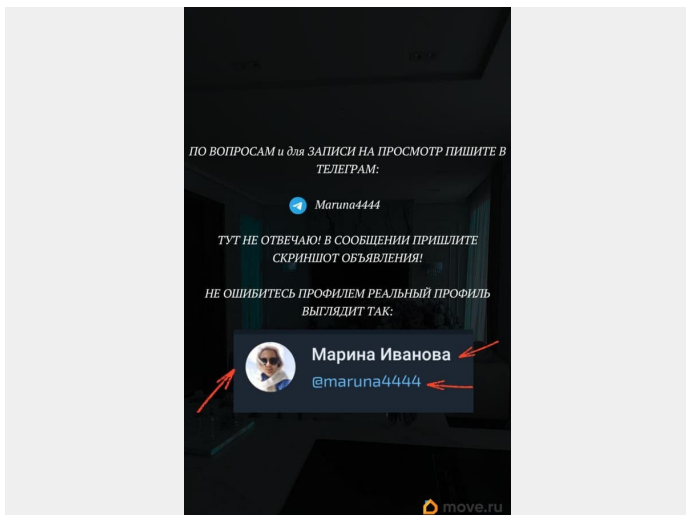 ПО ВОПРОСАМ и для ЗАПИСИ НА ПРОСМОТР ПИШИТЕ В
ТЕЛЕГРАМ:
Maruna4444
ТУТ НЕ ОТВЕЧАЮ! В СООБЩЕНИИ ПРИШЛИТЕ
СКРИНШОТ ОБЪЯВЛЕНИЯ!
НЕ ОШИБИТЕСЬ ПРОФИЛЕМ РЕАЛЬНЫЙ ПРОФИЛЬ
ВЫГЛЯДИТ ТАК:
Марина Иванова
@maruna4444
move.ru